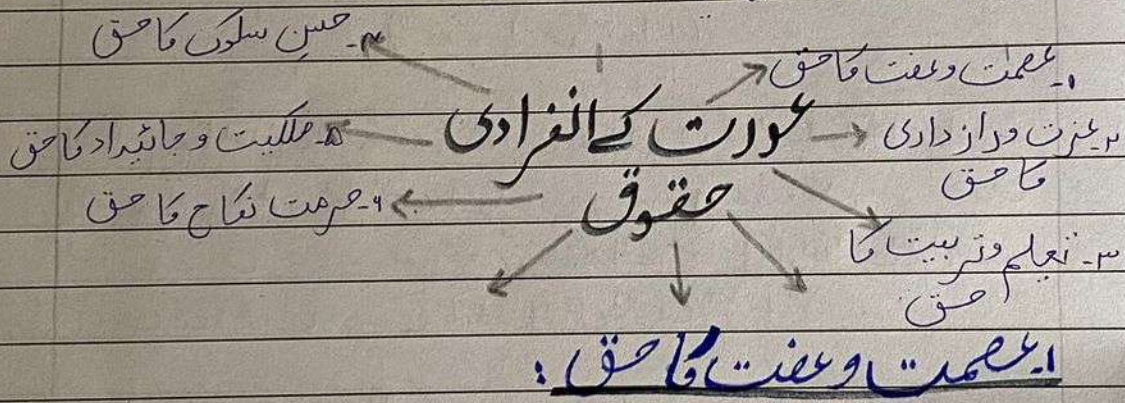 عورت کے انفرادی
حقوق
۱۔ عصمت و عفت کا حق
۲۔ عزت و رازداری
کا حق
۳۔ تعلیم و تربیت کا
حق
۴۔ حسنِ سلوک کا حق
۵۔ ملکیت و جائیداد کا حق
۶۔ حرمت نکاح کا حق
۱۔ عصمت و عفت کا حق :